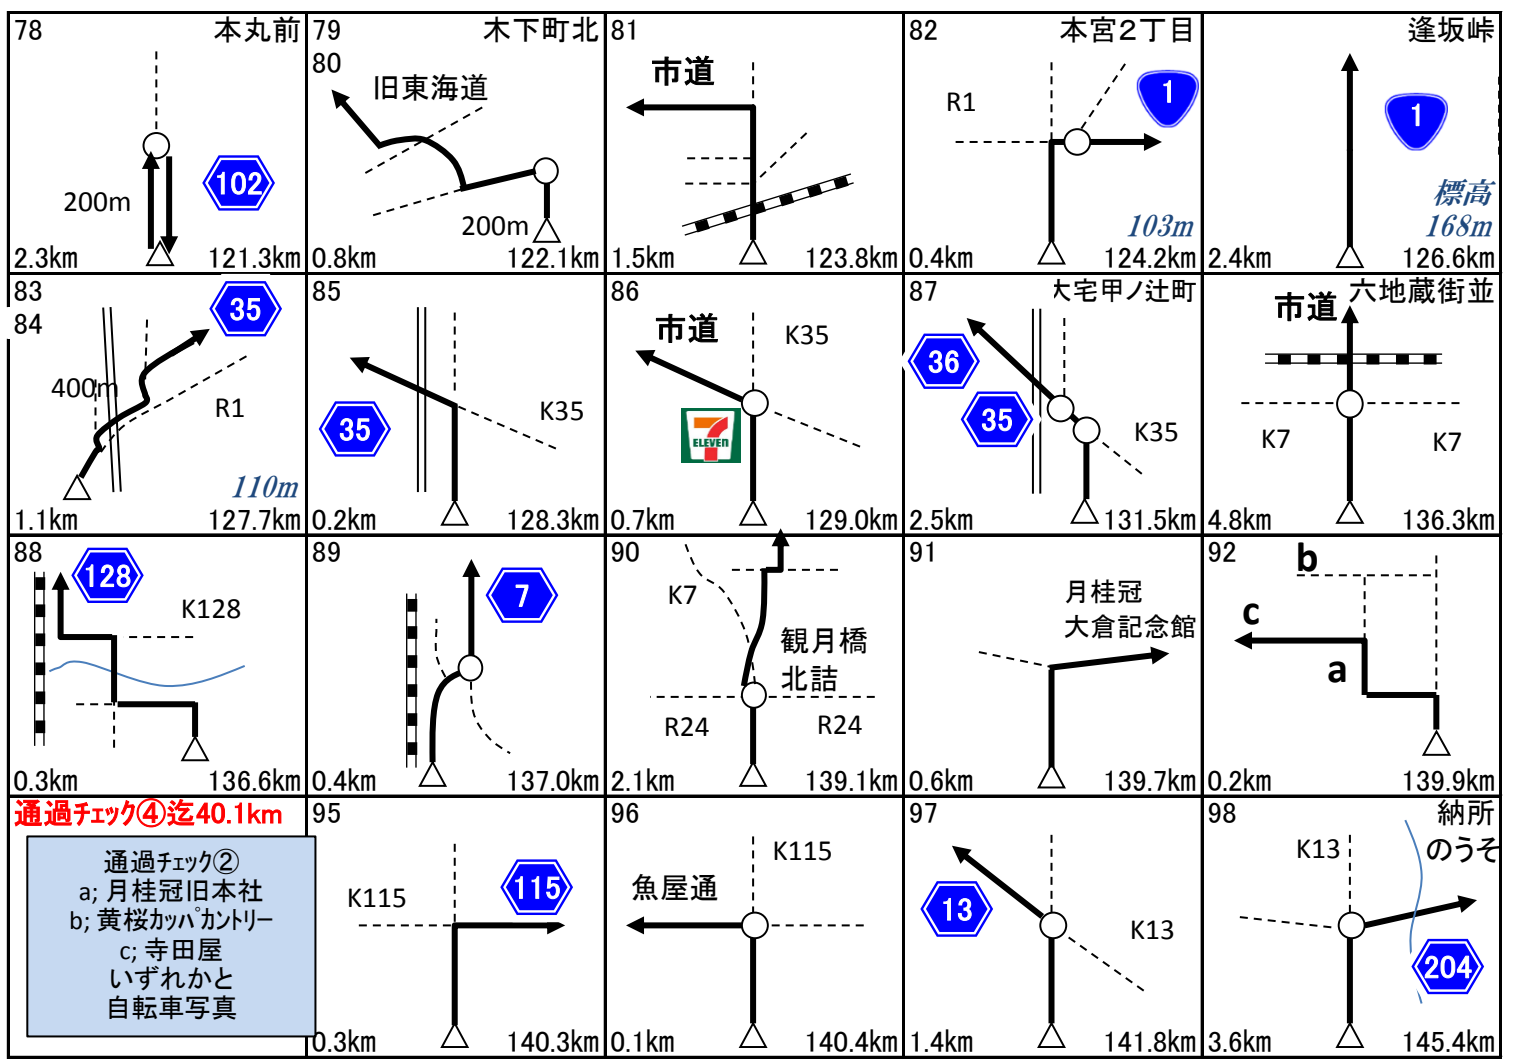 78 本丸前
200m
102
2.3km 121.3km
79 木下町北
80
旧東海道
200m
0.8km 122.1km
81
市道
1.5km 123.8km
82 本宮2丁目
R1
1
103m
0.4km 124.2km
逢坂峠
1
標高
168m
2.4km 126.6km
83
84
35
400m
R1
110m
1.1km 127.7km
85
K35
35
0.2km 128.3km
86
市道
K35
7
ELEVEN
0.7km 129.0km
87 大宅甲ノ辻町
36
35
K35
2.5km 131.5km
六地蔵街並
市道
K7 K7
4.8km 136.3km
88
128
K128
0.3km 136.6km
89
7
0.4km 137.0km
90
K7
観月橋
北詰
R24 R24
2.1km 139.1km
91
月桂冠
大倉記念館
0.6km 139.7km
92
b
c
a
0.2km 139.9km
通過チェック④迄40.1km
通過チェック②
a; 月桂冠旧本社
b; 黄桜カッパカントリー
c; 寺田屋
いずれかと
自転車写真
95
K115
115
0.3km 140.3km
96
K115
魚屋通
0.1km 140.4km
97
13
K13
1.4km 141.8km
98 納所
K13 のうそ
204
3.6km 145.4km